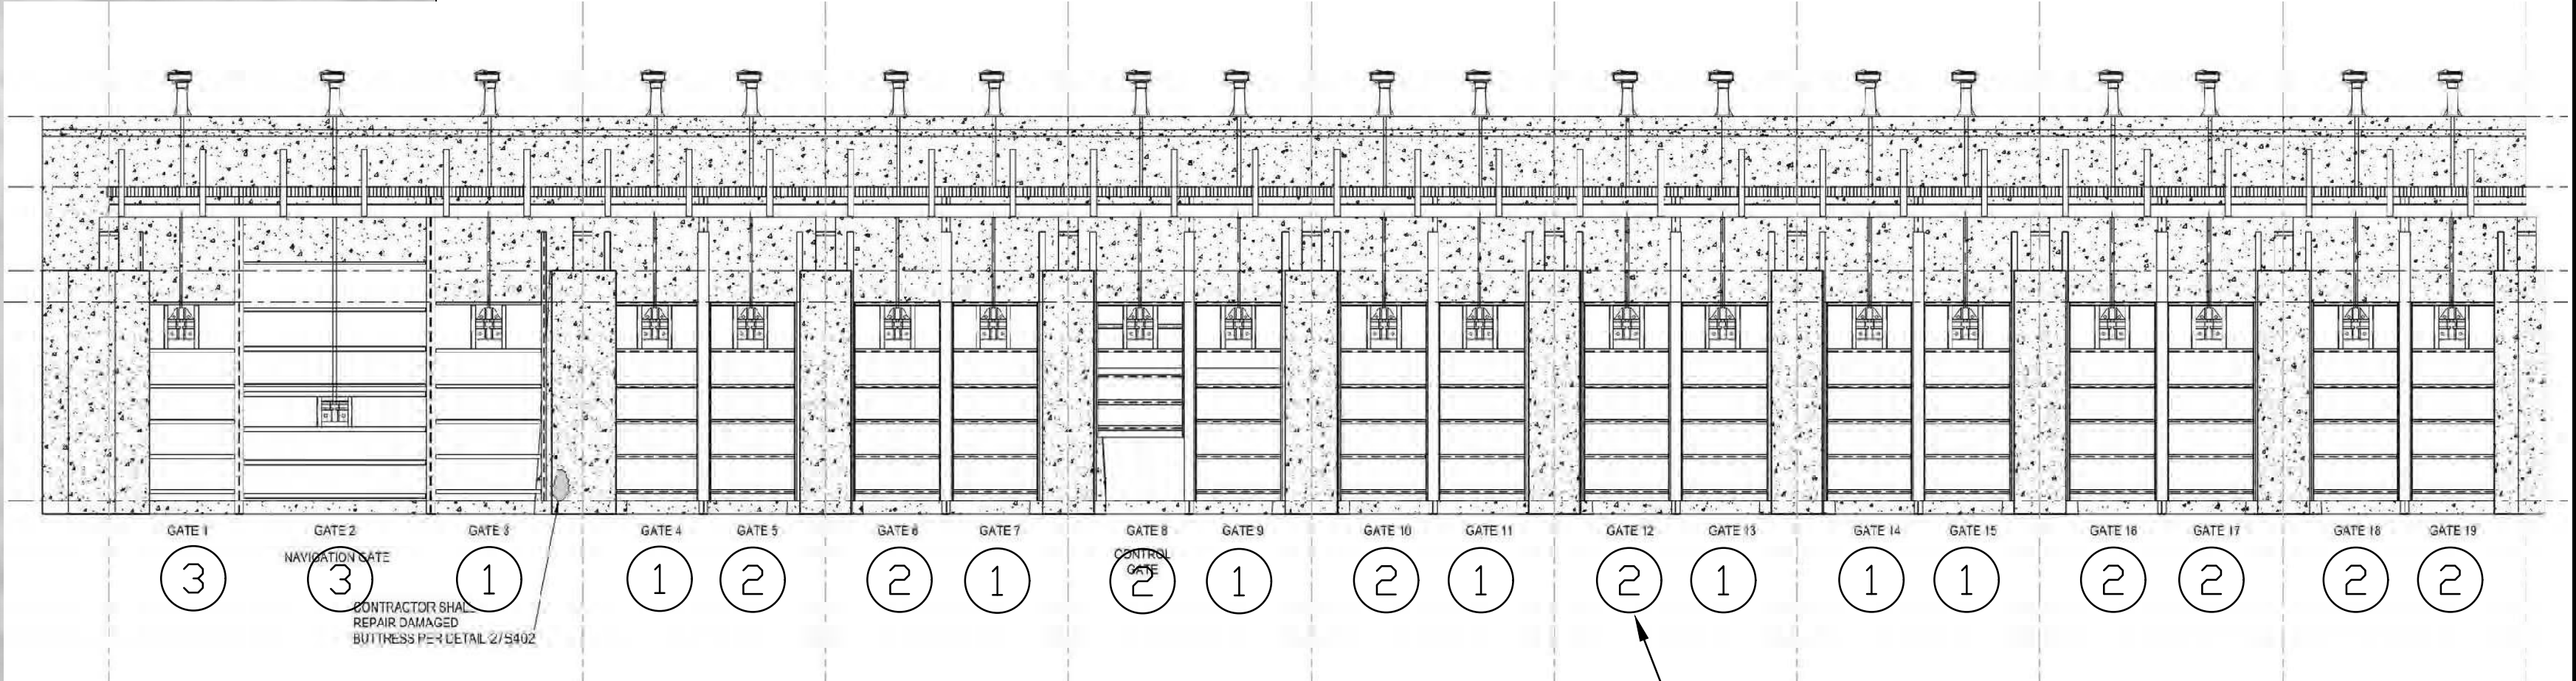 GATE 1 GATE 2 GATE 3 GATE 4 GATE 5 GATE 6 GATE 7 GATE 8 GATE 9 GATE 10 GATE 11 GATE 12 GATE 13 GATE 14 GATE 15 GATE 16 GATE 17 GATE 18 GATE 19
NAVIGATION GATE
CONTROL
GATE
3 3 1 1 2 2 1 2 1 2 1 2 1 1 1 2 2 2 2
CONTRACTOR SHALL
REPAIR DAMAGED
BUTTRESS PER DETAIL 2/S402